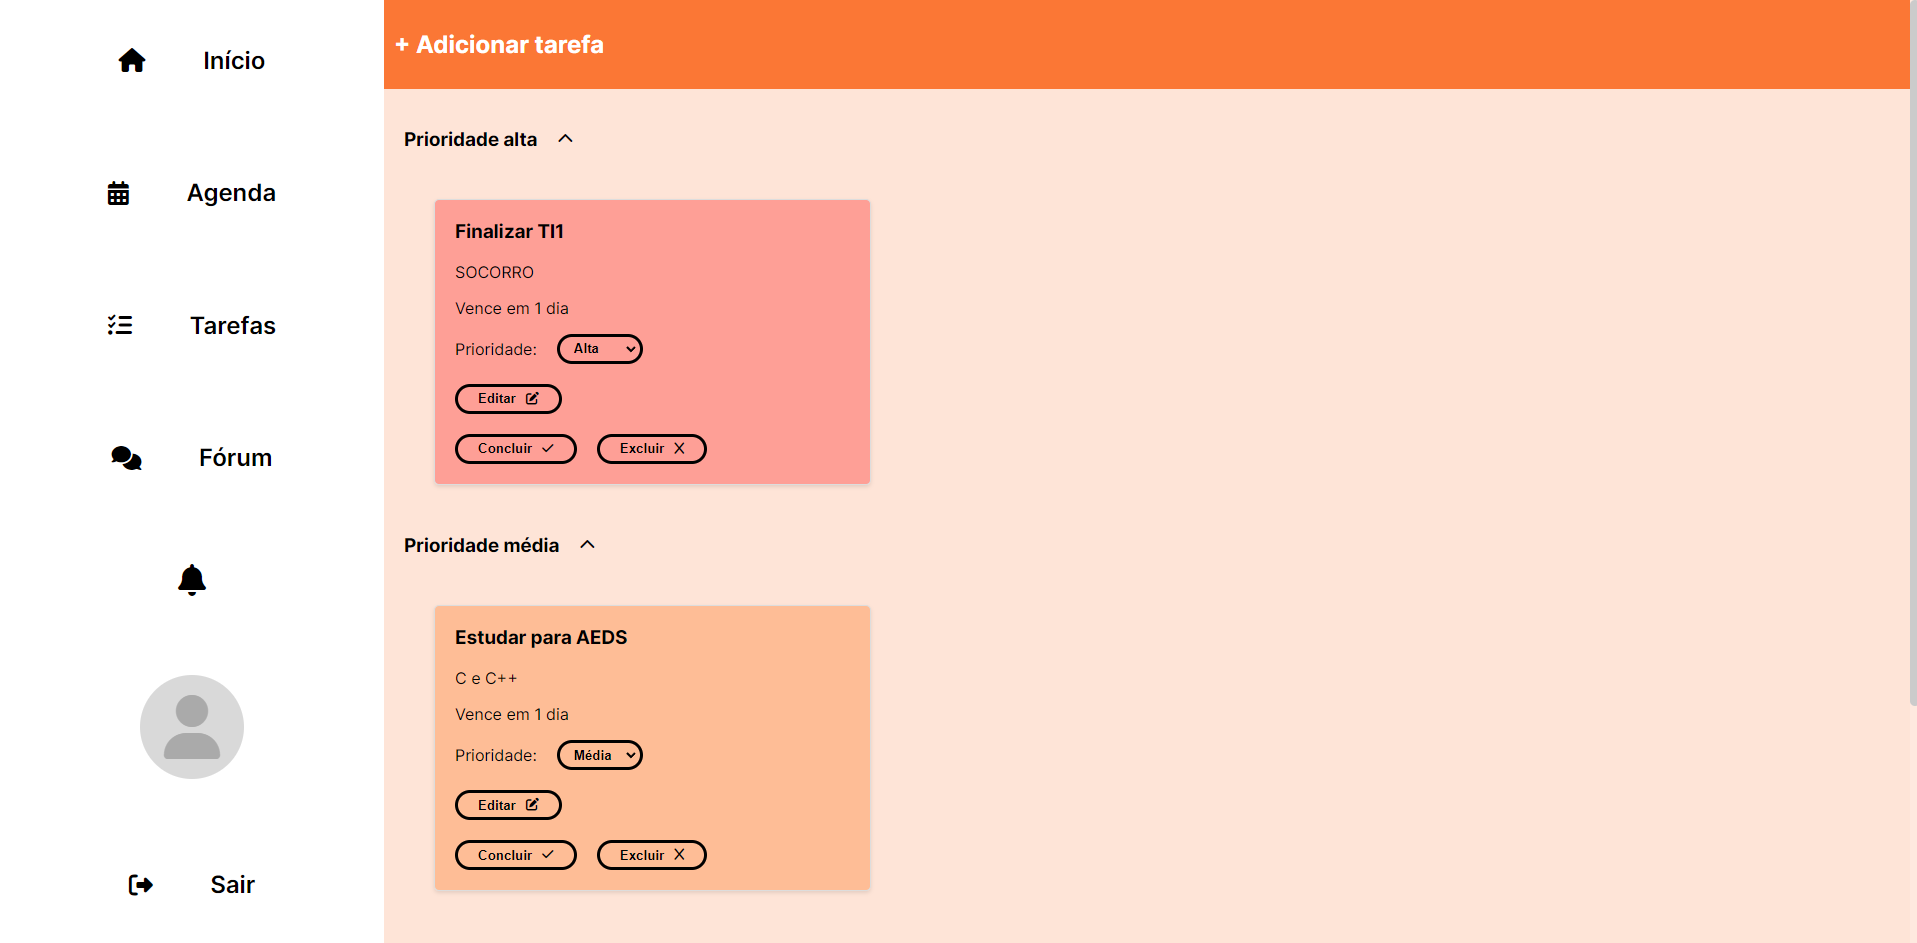 Início
Agenda
Tarefas
Fórum
Sair
+ Adicionar tarefa
Prioridade alta
Finalizar TI1
SOCORRO
Vence em 1 dia
Prioridade: Alta
Editar
Concluir
Excluir
Prioridade média
Estudar para AEDS
C e C++
Vence em 1 dia
Prioridade: Média
Editar
Concluir
Excluir